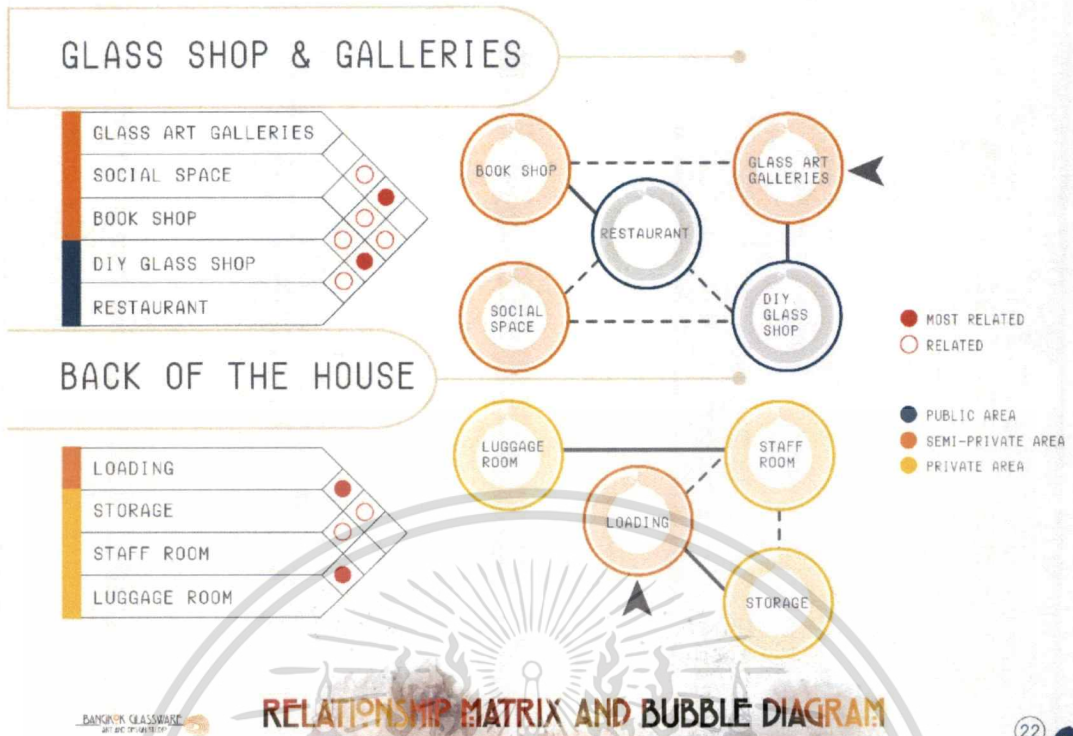 GLASS SHOP & GALLERIES
GLASS ART GALLERIES
SOCIAL SPACE
BOOK SHOP
DIY GLASS SHOP
RESTAURANT
BOOK SHOP
GLASS ART
GALLERIES
RESTAURANT
SOCIAL
SPACE
DIY
GLASS
SHOP
MOST RELATED
RELATED
BACK OF THE HOUSE
PUBLIC AREA
SEMI-PRIVATE AREA
PRIVATE AREA
LOADING
STORAGE
STAFF ROOM
LUGGAGE ROOM
LUGGAGE
ROOM
STAFF
ROOM
LOADING
STORAGE
BANGKOK GLASSWARE
RELATIONSHIP MATRIX AND BUBBLE DIAGRAM
22